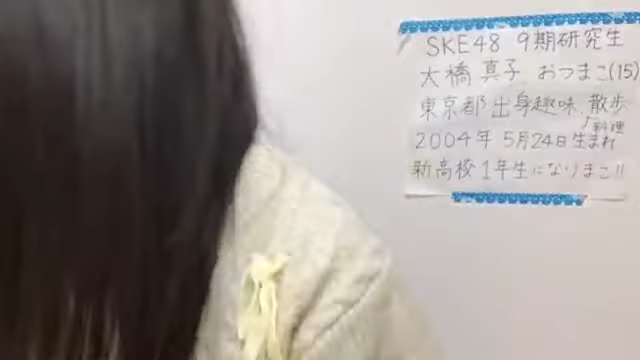 SKE48 9期研究生
大橋真子 おつまこ(15)
東京都出身趣味、散歩
料理
2004年 5月24日生まれ
新高校1年生になりまこ!!